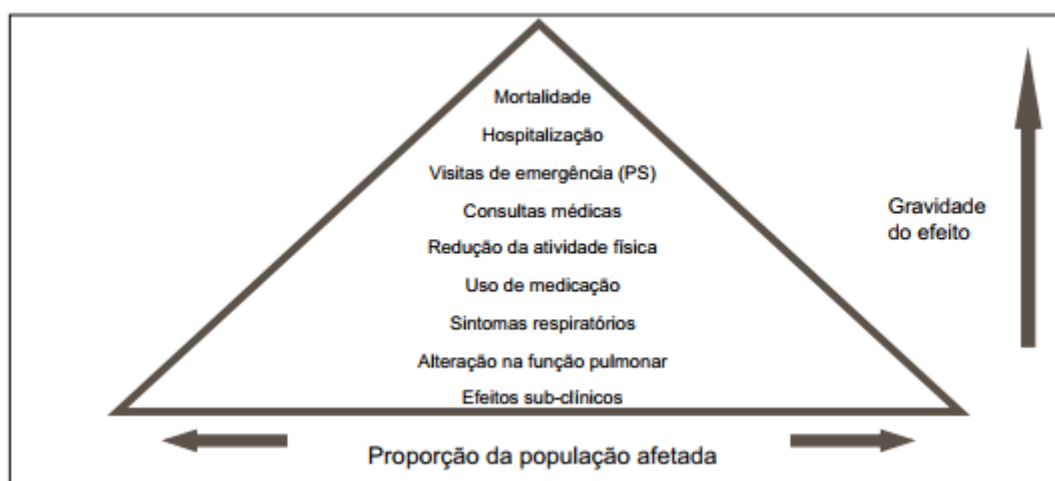 Mortalidade
Hospitalização
Visitas de emergência (PS)
Consultas médicas
Redução da atividade física
Uso de medicação
Sintomas respiratórios
Alteração na função pulmonar
Efeitos sub-clínicos
Gravidade
do efeito
Proporção da população afetada